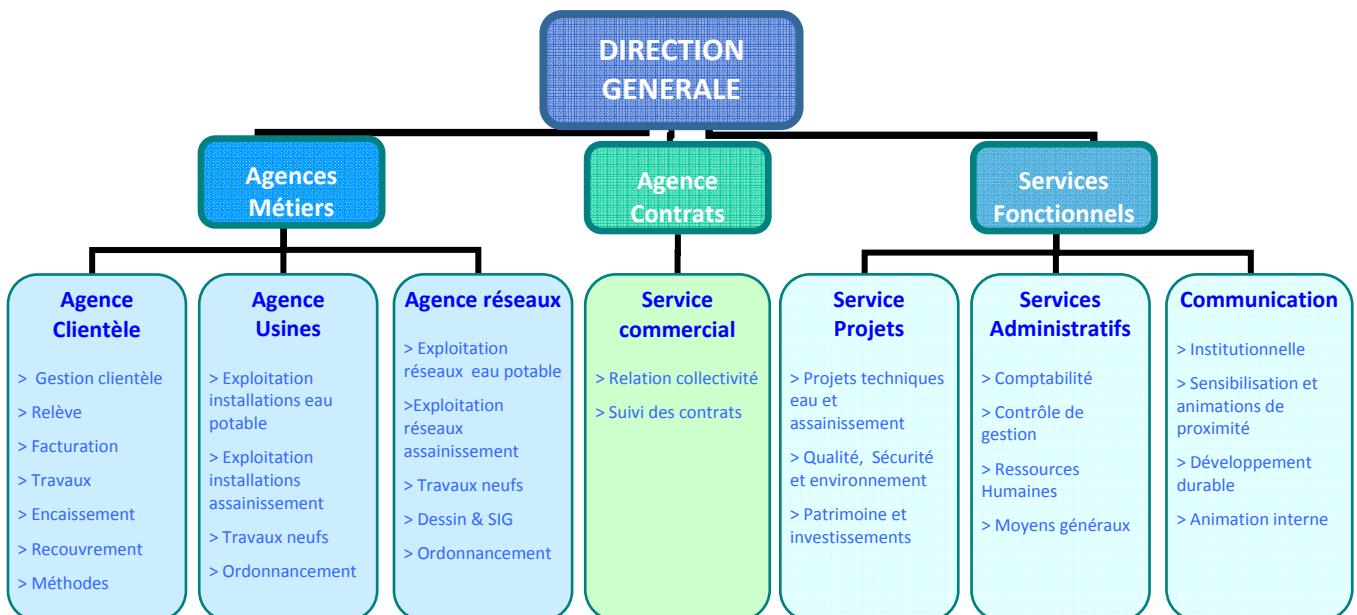 DIRECTION
GENERALE
Agences
Métiers
Agence
Contrats
Services
Fonctionnels
Agence
Clientèle
> Gestion clientèle
> Relève
> Facturation
> Travaux
> Encaissement
> Recouvrement
> Méthodes
Agence
Usines
> Exploitation
installations eau
potable
> Exploitation
installations
assainissement
> Travaux neufs
> Ordonnancement
Agence réseaux
> Exploitation
réseaux eau potable
>Exploitation
réseaux
assainissement
> Travaux neufs
> Dessin & SIG
> Ordonnancement
Service
commercial
> Relation collectivité
> Suivi des contrats
Service
Projets
> Projets techniques
eau et
assainissement
> Qualité, Sécurité
et environnement
> Patrimoine et
investissements
Services
Administratifs
> Comptabilité
> Contrôle de
gestion
> Ressources
Humaines
> Moyens généraux
Communication
> Institutionnelle
> Sensibilisation et
animations de
proximité
> Développement
durable
> Animation interne